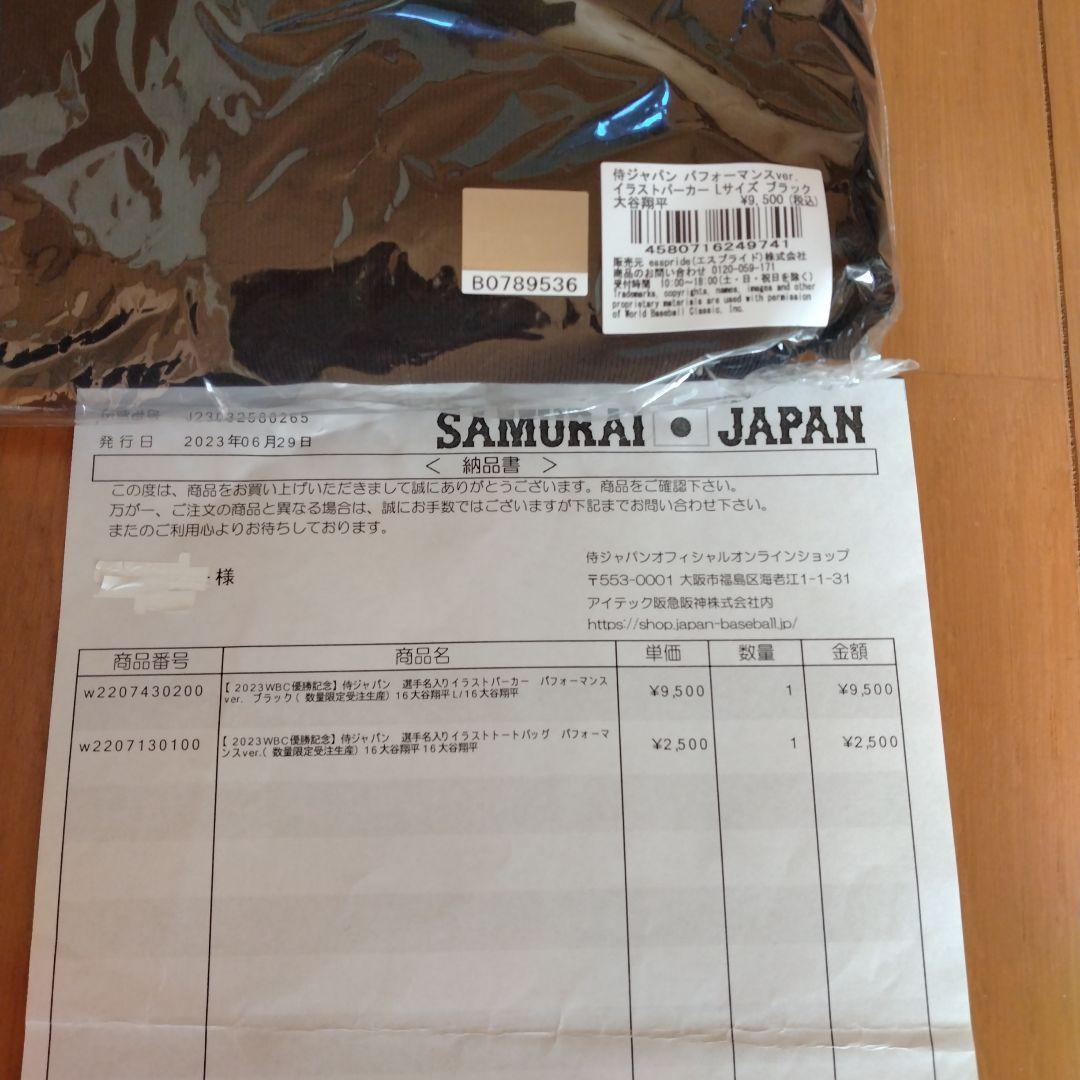 侍ジャパン パフォーマンスver.
イラストパーカー Lサイズ ブラック
大谷翔平 ¥9,500 (税込)
4580716249741
販売元 esspride(エスプライド)株式会社
商品のお問い合わせ 0120-059-171
受付時間 10:00〜18:00(土・日・祝日を除く)
Trademarks, copyrights, names, images and other
proprietary materials are used with permission
of World Baseball Classic, Inc.
B0789536
J23032580265
発行日 2023年06月29日
SAMURAI JAPAN
＜ 納品書 ＞
この度は、商品をお買い上げいただきまして誠にありがとうございます。商品をご確認下さい。
万が一、ご注文の商品と異なる場合は、誠にお手数ではございますが下記までお問い合わせ下さい。
またのご利用心よりお待ちしております。
様
侍ジャパンオフィシャルオンラインショップ
〒553-0001 大阪市福島区海老江1-1-31
アイテック阪急阪神株式会社内
https://shop.japan-baseball.jp/
商品番号 商品名 単価 数量 金額
w2207430200 【 2023WBC優勝記念】侍ジャパン 選手名入りイラストパーカー パフォーマンス ¥9,500 1 ¥9,500
ver. ブラック( 数量限定受注生産) 16大谷翔平 L/16大谷翔平
w2207130100 【 2023WBC優勝記念】侍ジャパン 選手名入りイラストトートバッグ パフォーマ ¥2,500 1 ¥2,500
ンスver.( 数量限定受注生産) 16大谷翔平 16大谷翔平